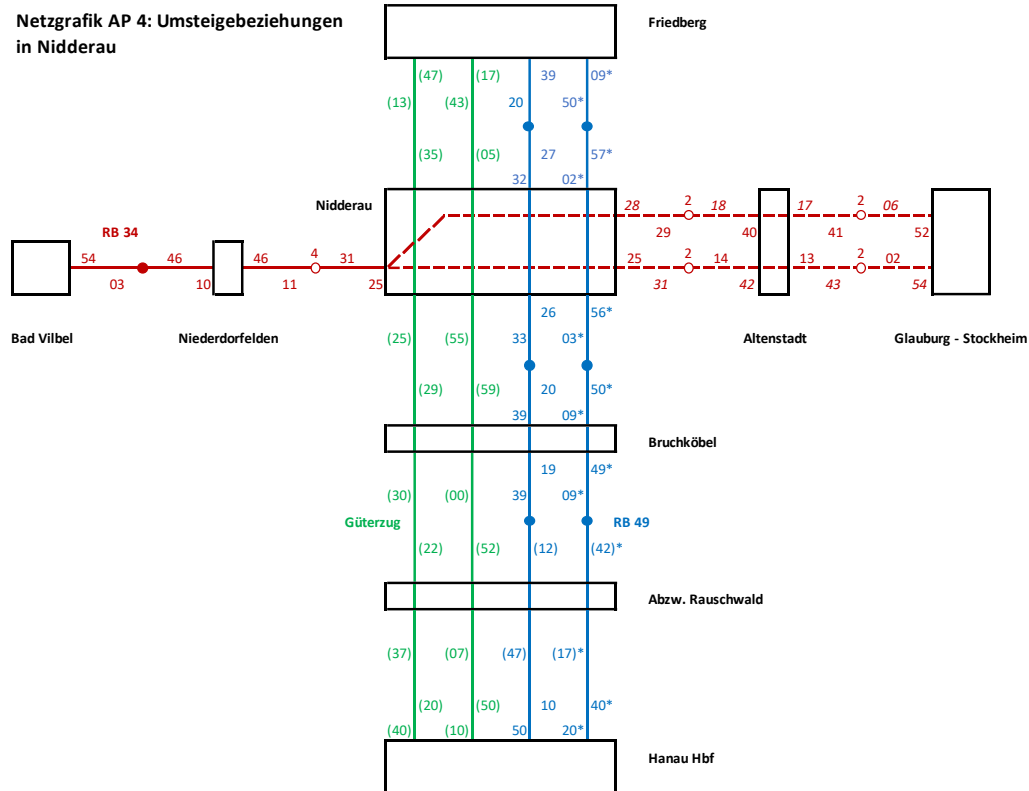 Netzgrafik AP 4: Umsteigebeziehungen
in Nidderau
Friedberg
(47) (17) 39 09*
(13) (43) 20 50*
(35) (05) 27 57*
32 02*
Nidderau
28 2 18 17 2 06
29 40 41 52
RB 34
54 46 46 4 31 25 2 14 13 2 02
03 10 11 25 31 42 43 54
26 56*
Bad Vilbel Niederdorfelden (25) (55) 33 03* Altenstadt Glauburg - Stockheim
(29) (59) 20 50*
39 09*
Bruchköbel
19 49*
(30) (00) 39 09*
Güterzug RB 49
(22) (52) (12) (42)*
Abzw. Rauschwald
(37) (07) (47) (17)*
(20) (50) 10 40*
(40) (10) 50 20*
Hanau Hbf